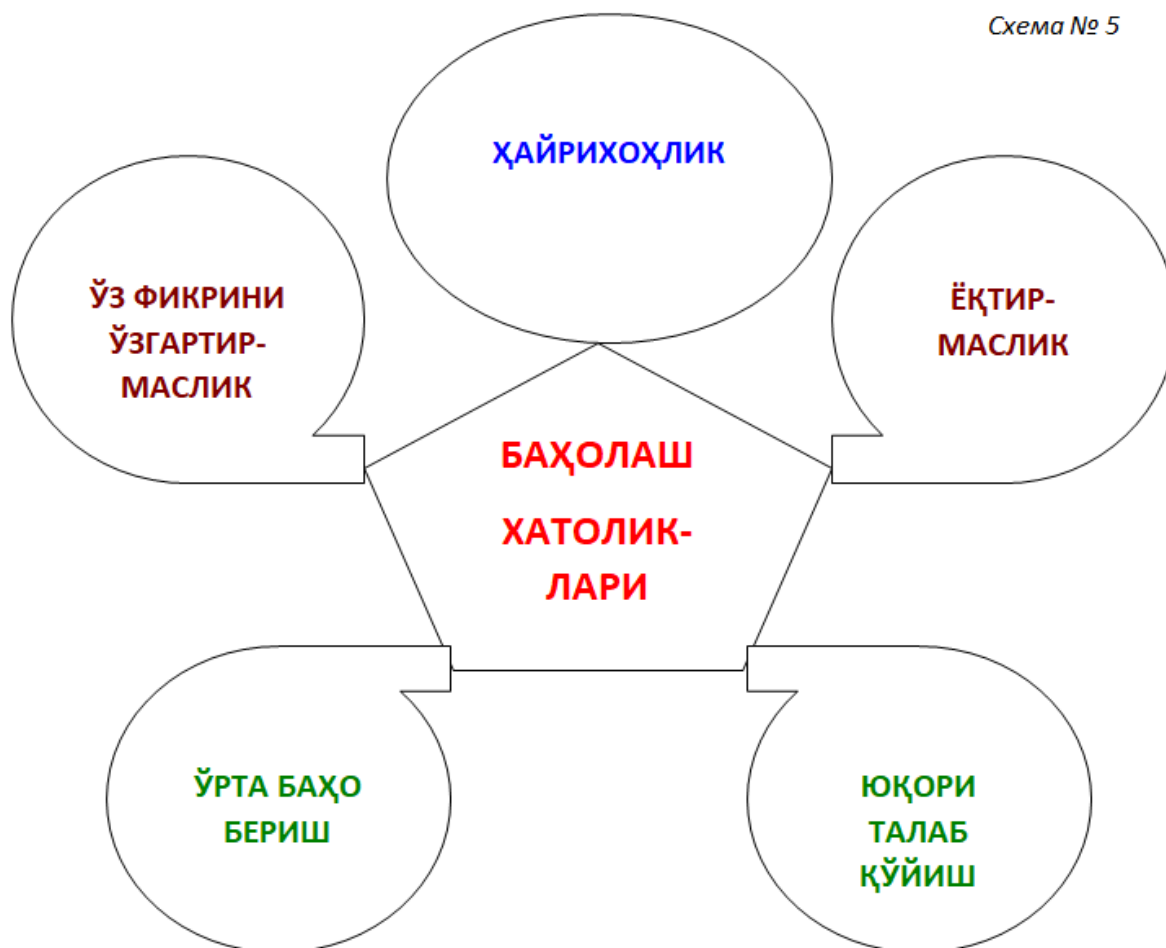 Схема № 5
ҲАЙРИХОҲЛИК
ЎЗ ФИКРИНИ
ЎЗГАРТИР-
МАСЛИК
ЁҚТИР-
МАСЛИК
БАҲОЛАШ
ХАТОЛИК-
ЛАРИ
ЎРТА БАҲО
БЕРИШ
ЮҚОРИ
ТАЛАБ
ҚЎЙИШ